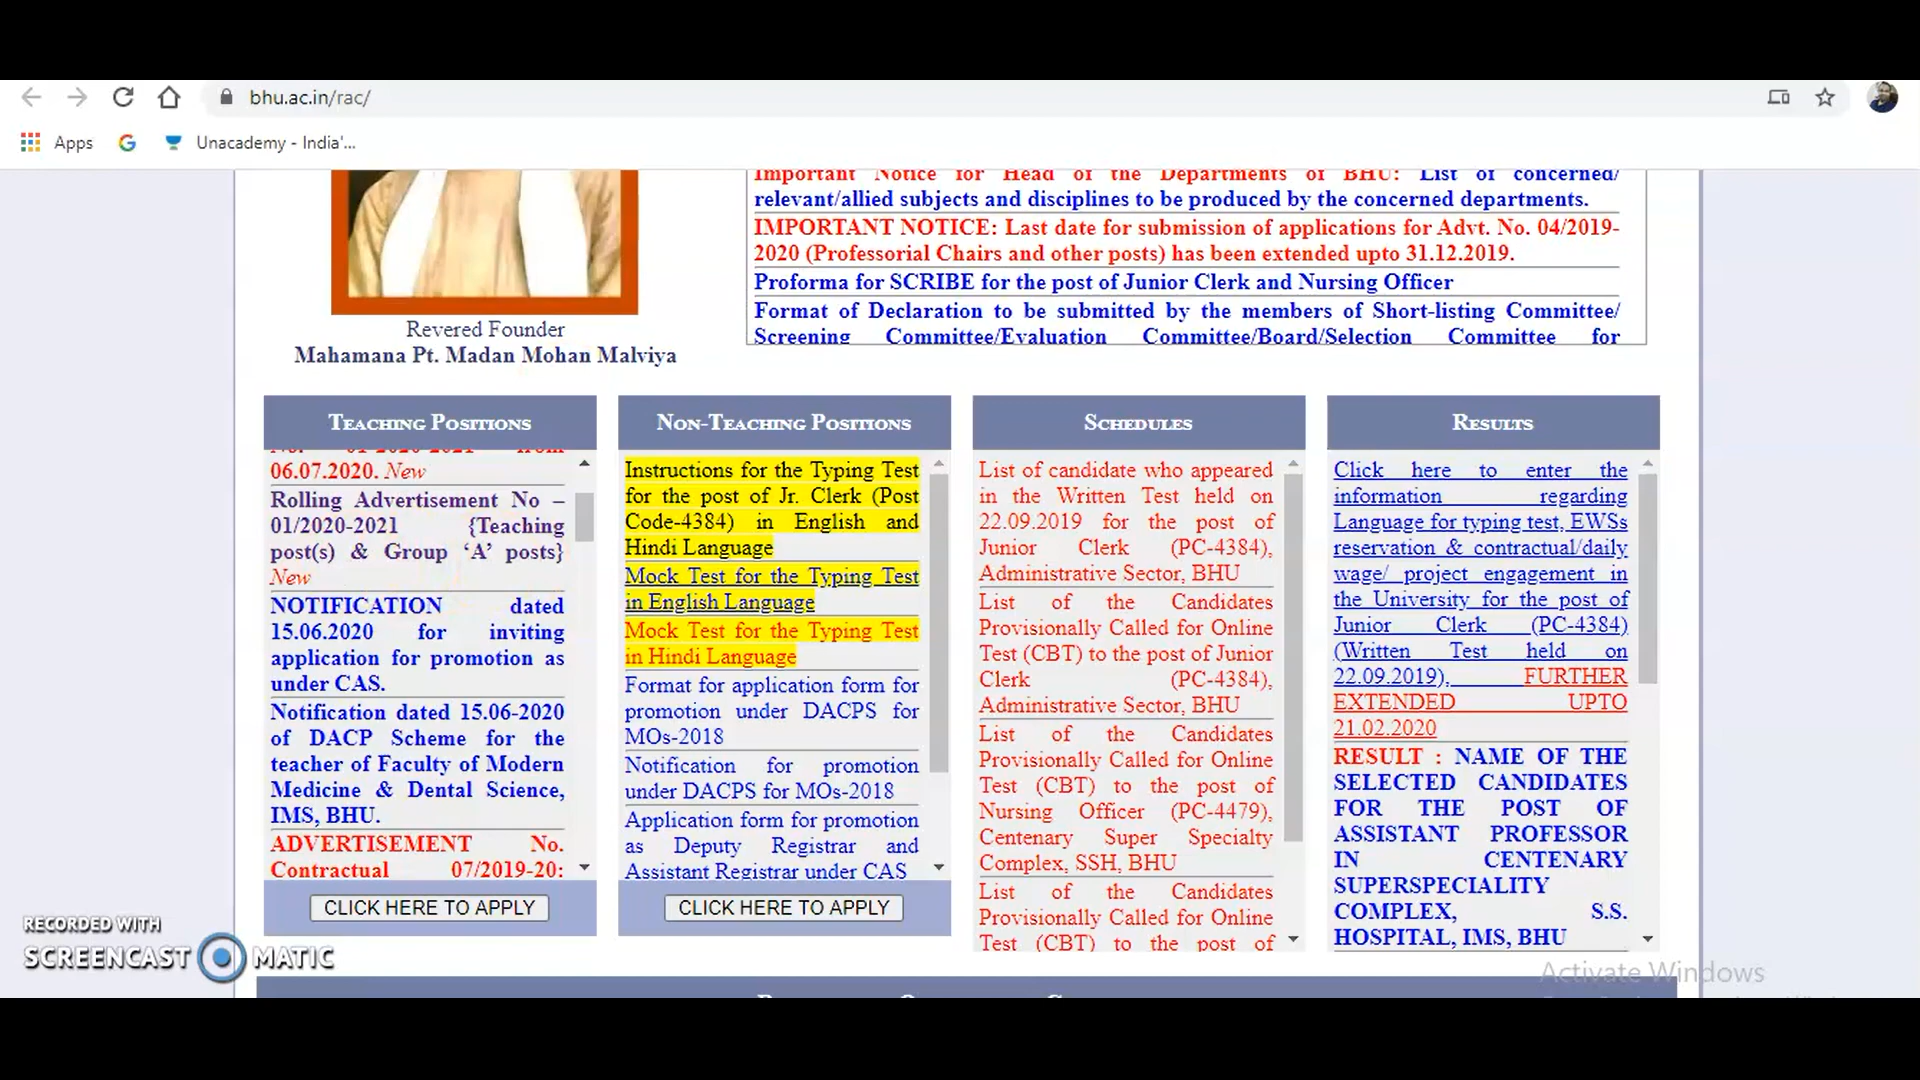 bhu.ac.in/rac/
Apps
Unacademy - India'...
Important Notice for Head of the Departments of BHU: List of concerned/
relevant/allied subjects and disciplines to be produced by the concerned departments.
IMPORTANT NOTICE: Last date for submission of applications for Advt. No. 04/2019-
2020 (Professorial Chairs and other posts) has been extended upto 31.12.2019.
Proforma for SCRIBE for the post of Junior Clerk and Nursing Officer
Format of Declaration to be submitted by the members of Short-listing Committee/
Screening Committee/Evaluation Committee/Board/Selection Committee for
Revered Founder
Mahamana Pt. Madan Mohan Malviya
TEACHING POSITIONS
No. 01-2020-2021 from
06.07.2020. New
Rolling Advertisement No –
01/2020-2021 {Teaching
post(s) & Group ‘A’ posts}
New
NOTIFICATION dated
15.06.2020 for inviting
application for promotion as
under CAS.
Notification dated 15.06-2020
of DACP Scheme for the
teacher of Faculty of Modern
Medicine & Dental Science,
IMS, BHU.
ADVERTISEMENT No.
Contractual 07/2019-20:
CLICK HERE TO APPLY
NON-TEACHING POSITIONS
Instructions for the Typing Test
for the post of Jr. Clerk (Post
Code-4384) in English and
Hindi Language
Mock Test for the Typing Test
in English Language
Mock Test for the Typing Test
in Hindi Language
Format for application form for
promotion under DACPS for
MOs-2018
Notification for promotion
under DACPS for MOs-2018
Application form for promotion
as Deputy Registrar and
Assistant Registrar under CAS
CLICK HERE TO APPLY
SCHEDULES
List of candidate who appeared
in the Written Test held on
22.09.2019 for the post of
Junior Clerk (PC-4384),
Administrative Sector, BHU
List of the Candidates
Provisionally Called for Online
Test (CBT) to the post of Junior
Clerk (PC-4384),
Administrative Sector, BHU
List of the Candidates
Provisionally Called for Online
Test (CBT) to the post of
Nursing Officer (PC-4479),
Centenary Super Specialty
Complex, SSH, BHU
List of the Candidates
Provisionally Called for Online
Test (CBT) to the post of
RESULTS
Click here to enter the
information regarding
Language for typing test, EWSs
reservation & contractual/daily
wage/ project engagement in
the University for the post of
Junior Clerk (PC-4384)
(Written Test held on
22.09.2019), FURTHER
EXTENDED UPTO
21.02.2020
RESULT : NAME OF THE
SELECTED CANDIDATES
FOR THE POST OF
ASSISTANT PROFESSOR
IN CENTENARY
SUPERSPECIALITY
COMPLEX, S.S.
HOSPITAL, IMS, BHU
RECORDED WITH
SCREENCAST MATIC
Activate Windows